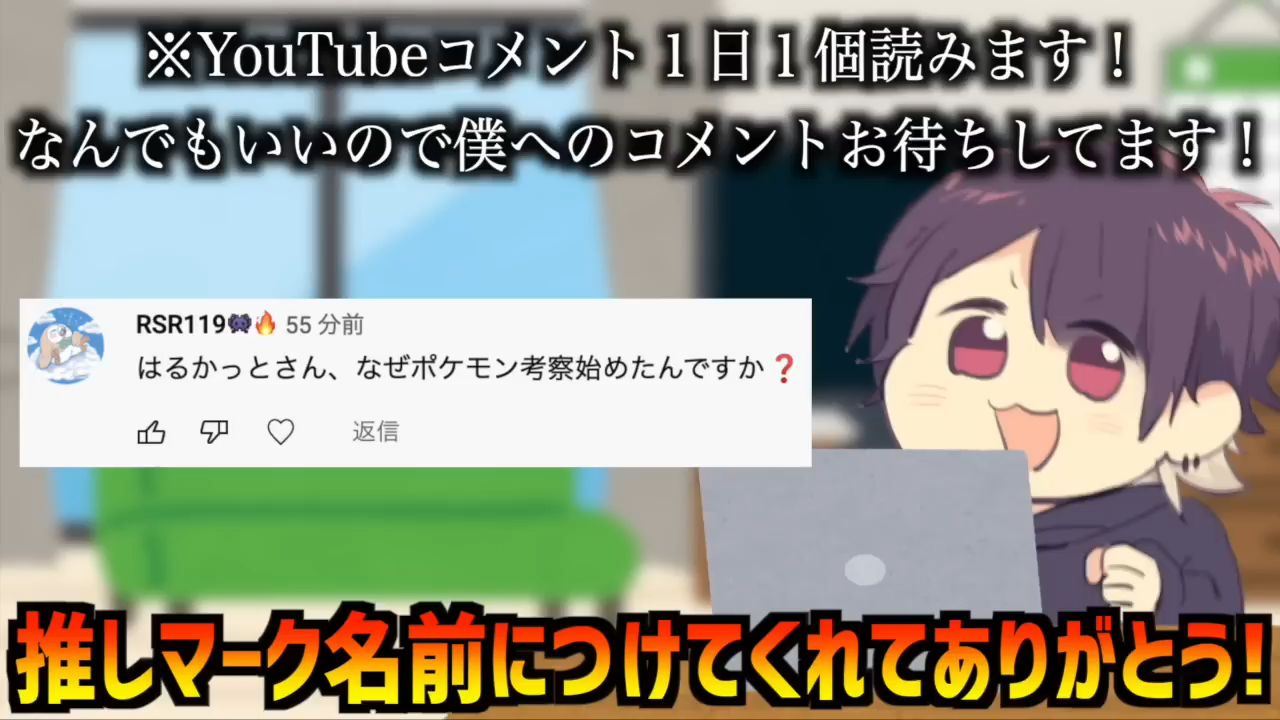 ※YouTubeコメント１日１個読みます！
なんでもいいので僕へのコメントお待ちしてます！
RSR119👾🔥 55 分前
はるかっとさん、なぜポケモン考察始めたんですか❓
返信
推しマーク名前につけてくれてありがとう!